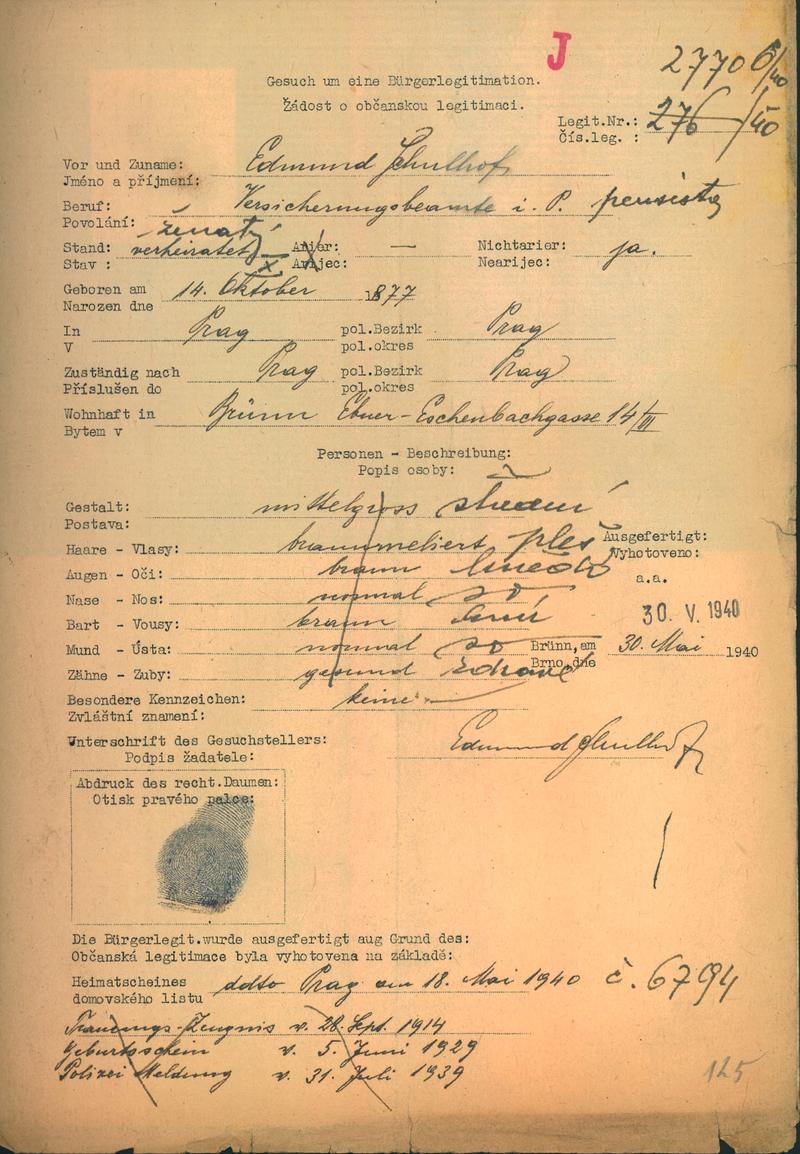 J
27706/40
Gesuch um eine Bürgerlegitimation.
Žádost o občanskou legitimaci.
Legit.Nr.: 276/40
Čís.leg. :
Vor und Zuname: Edmund Schulhof
Jméno a příjmení:
Beruf: Versicherungsbeamte i. P. pensista
Povolání: ženatý
Stand: verheiratet Arier: — Nichtarier: ja.
Stav : Arijec: Nearijec:
Geboren am 14. Oktober 1877
Narozen dne
In Prag pol.Bezirk Prag
V pol.okres
Zuständig nach Prag pol.Bezirk Prag
Příslušen do pol.okres
Wohnhaft in Brünn Ebner-Eschenbachgasse 14/III
Bytem v
Personen - Beschreibung:
Popis osoby:
Gestalt: mittelgross střední
Postava:
Haare - Vlasy: braunmeliert pleš
Ausgefertigt:
Vyhotoveno:
Augen - Oči: braun
a.a.
Nase - Nos: normal
30. V. 1940
Bart - Vousy: braun
Mund - Ústa: normal
Brünn, am 30. Mai 1940
Brno, dne
Zähne - Zuby: gesund zdravé
Besondere Kennzeichen: keine
Zvláštní znamení:
Unterschrift des Gesuchstellers: Edmund Schulhof
Podpis žadatele:
Abdruck des recht.Daumen:
Otisk pravého palce:
Die Bürgerlegit.wurde ausgefertigt aug Grund des:
Občanská legitimace byla vyhotovena na základě:
Heimatscheines ddto Prag am 18. Mai 1940 č. 6794
domovského listu
Trauungs-Zeugnis v. 28. Sept. 1914
Geburtsschein v. 5. Juni 1929
Polizei Meldung v. 31. Juli 1939
125